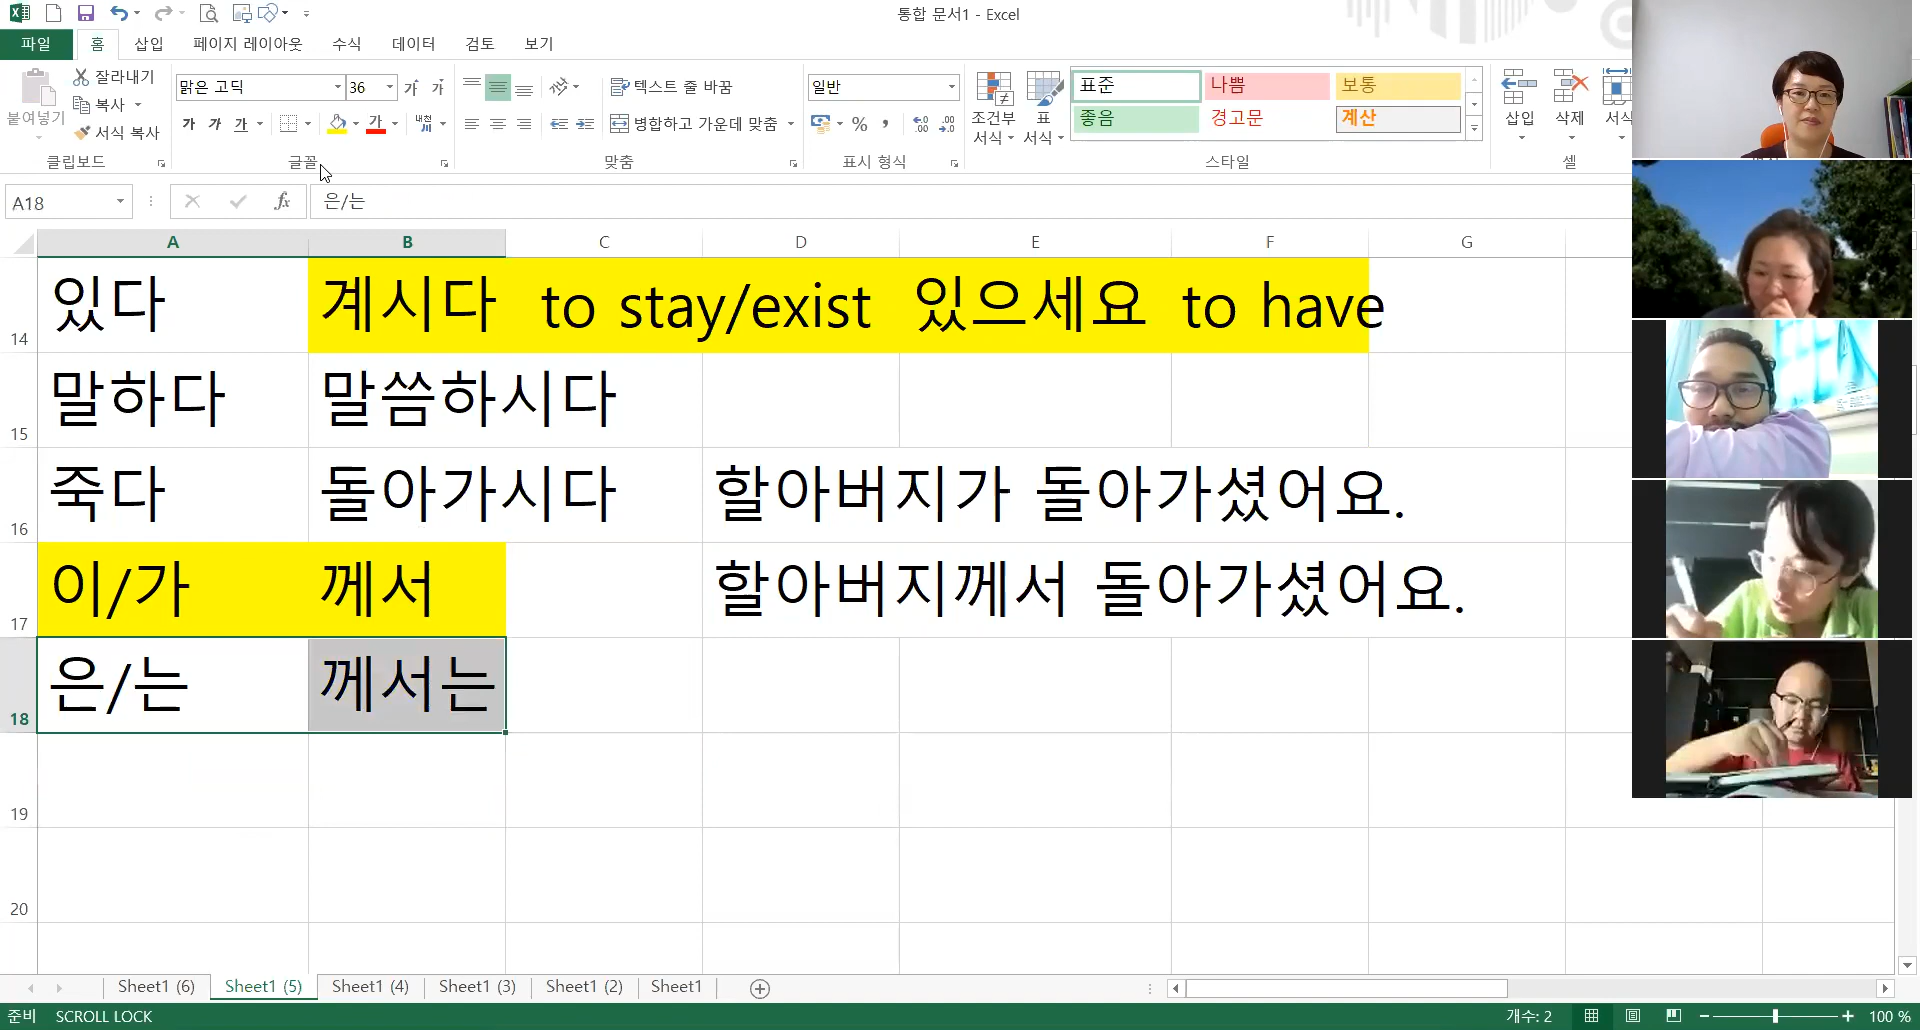 통합 문서1 - Excel
파일 홈 삽입 페이지 레이아웃 수식 데이터 검토 보기
붙여넣기 잘라내기 복사 서식 복사 클립보드
맑은 고딕 36 가 가
가 가 가 가 내천 글꼴
텍스트 줄 바꿈
병합하고 가운데 맞춤 맞춤
일반
% , 표시 형식
조건부 서식 표 서식
표준 나쁨 보통
좋음 경고문 계산
스타일
삽입 삭제 서식 셀
A18 fx 은/는
A B C D E F G
14 있다 계시다 to stay/exist 있으세요 to have
15 말하다 말씀하시다
16 죽다 돌아가시다 할아버지가 돌아가셨어요.
17 이/가 께서 할아버지께서 돌아가셨어요.
18 은/는 께서는
19
20
Sheet1 (6) Sheet1 (5) Sheet1 (4) Sheet1 (3) Sheet1 (2) Sheet1
준비 SCROLL LOCK 개수: 2 100 %